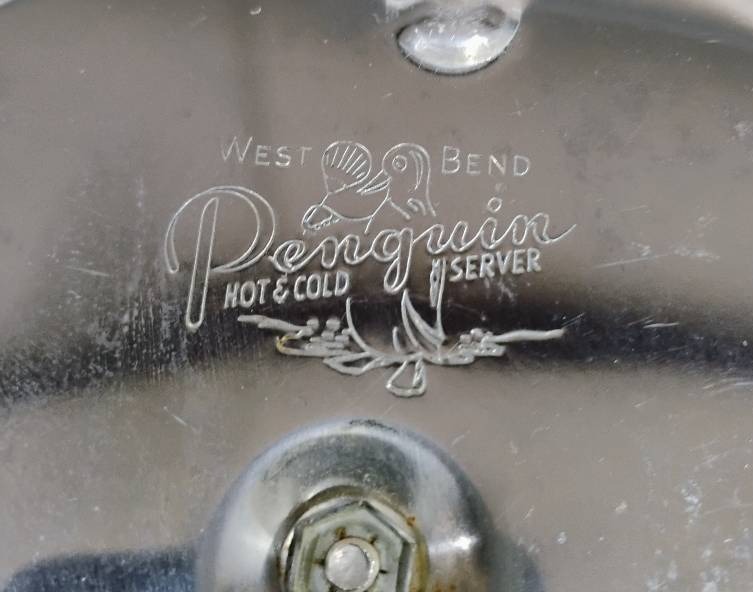 WEST BEND
Penguin
HOT & COLD SERVER